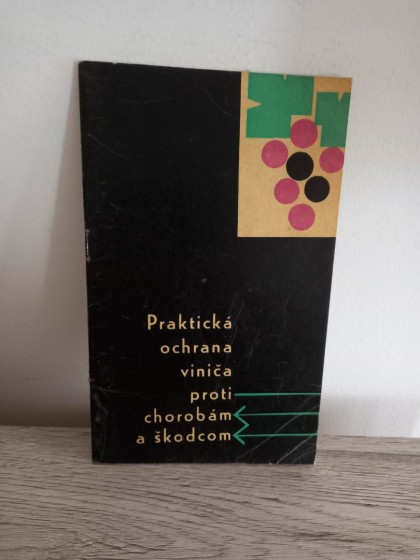 Praktická
ochrana
viniča
proti
chorobám
a škodcom